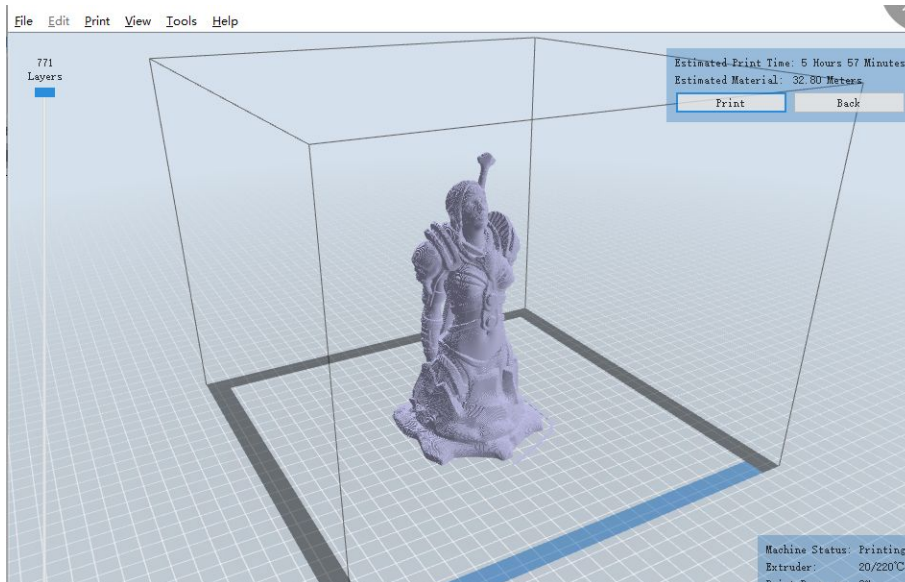 File Edit Print View Tools Help
771
Layers
Estimated Print Time: 5 Hours 57 Minutes
Estimated Material: 32.80 Meters
Print Back
Machine Status: Printing
Extruder: 20/220℃